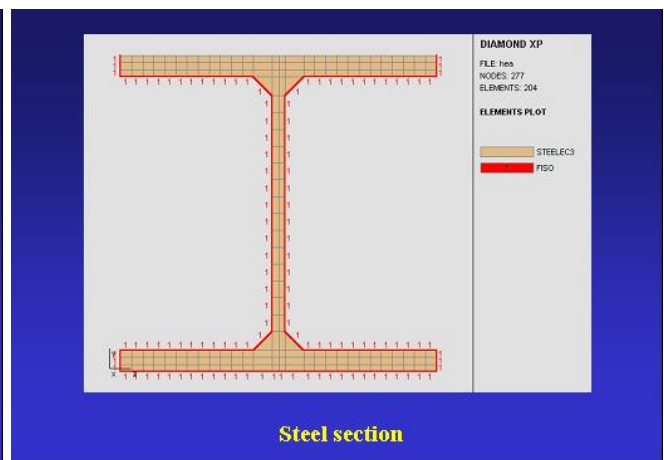 DIAMOND XP
FILE: hea
NODES: 277
ELEMENTS: 204
ELEMENTS PLOT
STEELEC3
FISO
Steel section